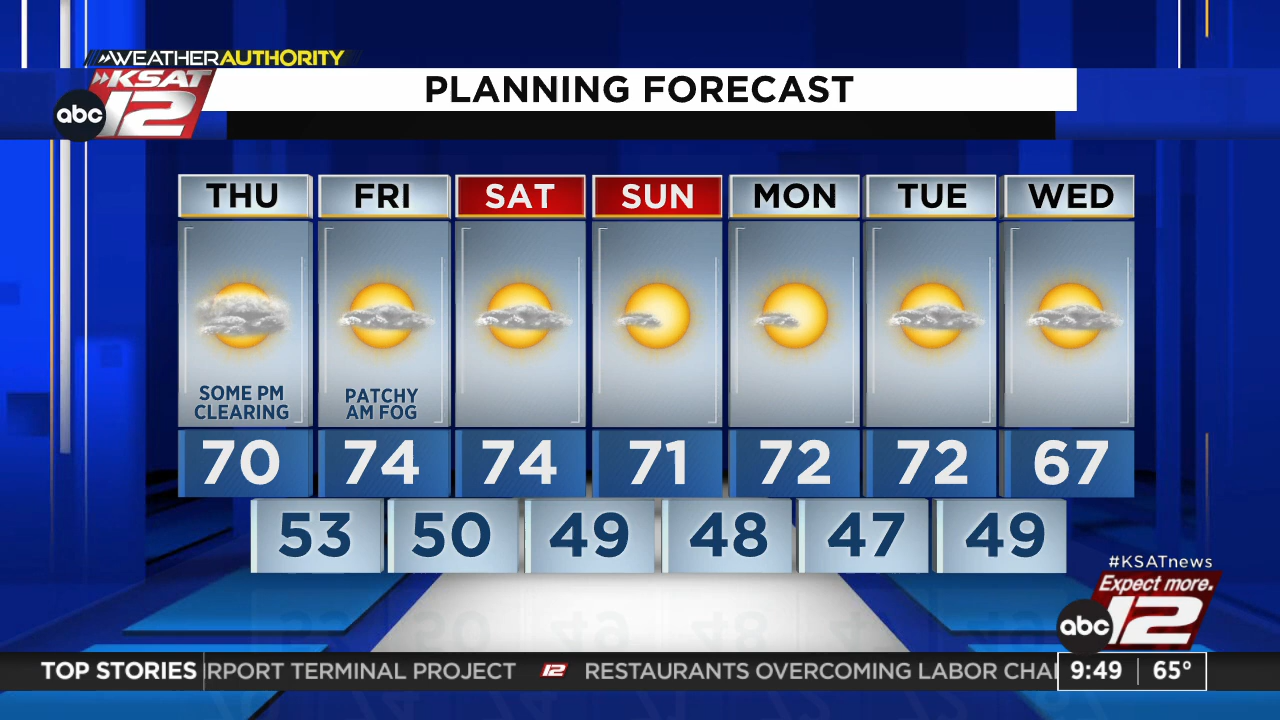 WEATHERAUTHORITY
KSAT
abc 12
PLANNING FORECAST
THU FRI SAT SUN MON TUE WED
SOME PM
CLEARING
PATCHY
AM FOG
70 74 74 71 72 72 67
53 50 49 48 47 49
#KSATnews
Expect more.
abc 12
TOP STORIES RPORT TERMINAL PROJECT 12 RESTAURANTS OVERCOMING LABOR CHA 9:49 65°